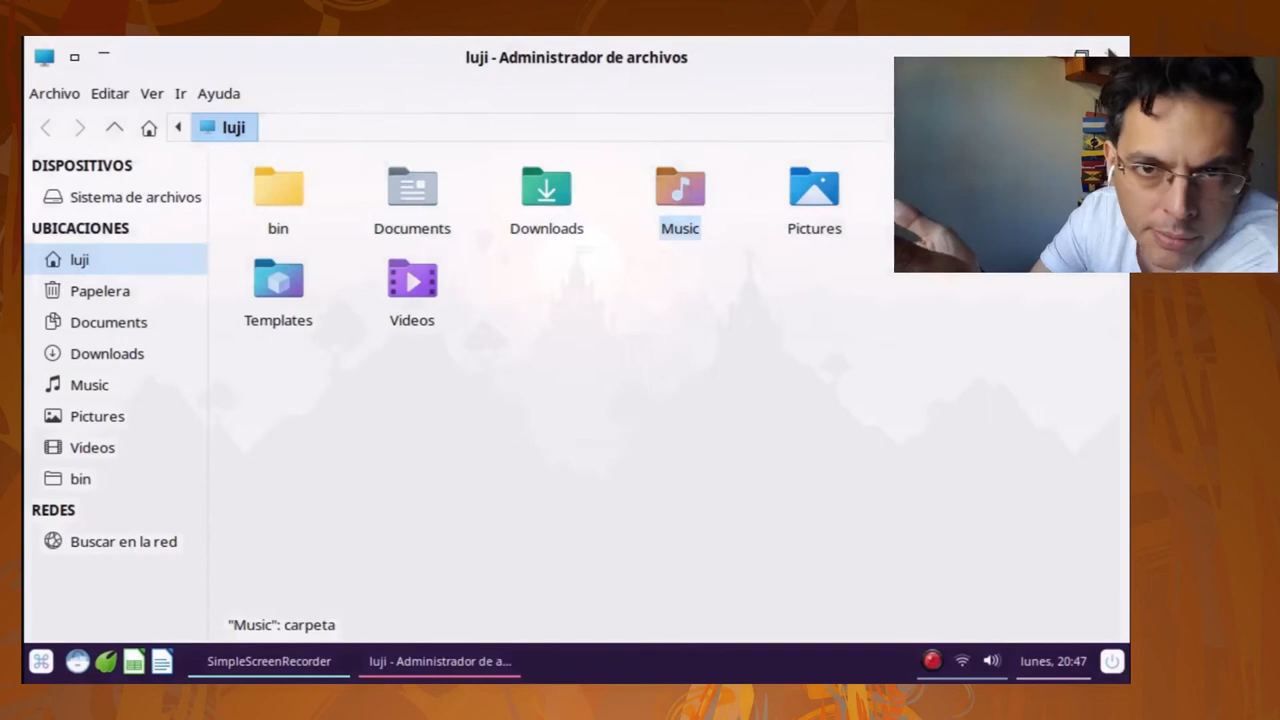 luji - Administrador de archivos
Archivo Editar Ver Ir Ayuda
luji
DISPOSITIVOS
Sistema de archivos
UBICACIONES
luji
Papelera
Documents
Downloads
Music
Pictures
Videos
bin
REDES
Buscar en la red
bin Documents Downloads Music Pictures
Templates Videos
"Music": carpeta
SimpleScreenRecorder luji - Administrador de a... lunes, 20:47